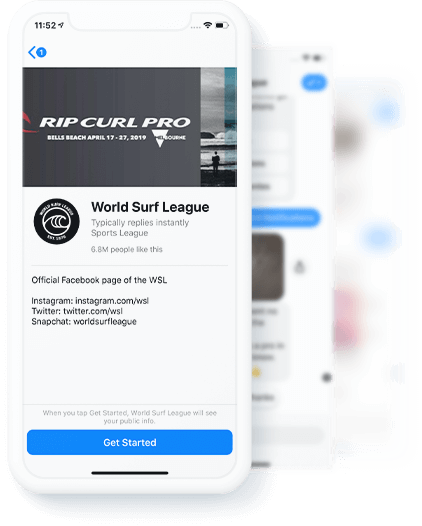 11:52
1
RIP CURL PRO
BELLS BEACH APRIL 17 - 27, 2019
MELBOURNE
World Surf League
Typically replies instantly
Sports League
6.8M people like this
Official Facebook page of the WSL
Instagram: instagram.com/wsl
Twitter: twitter.com/wsl
Snapchat: worldsurfleague
When you tap Get Started, World Surf League will see
your public info.
Get Started